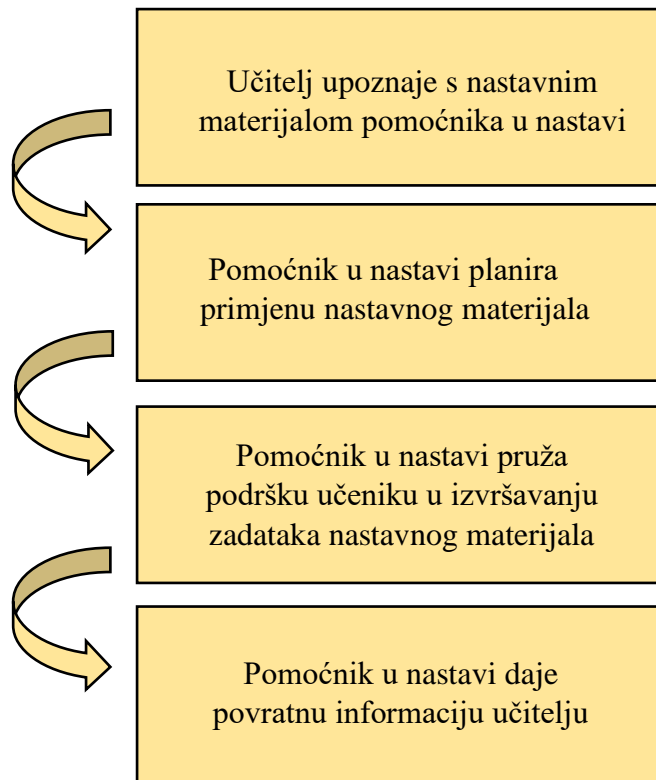 Učitelj upoznaje s nastavnim
materijalom pomoćnika u nastavi
Pomoćnik u nastavi planira
primjenu nastavnog materijala
Pomoćnik u nastavi pruža
podršku učeniku u izvršavanju
zadataka nastavnog materijala
Pomoćnik u nastavi daje
povratnu informaciju učitelju